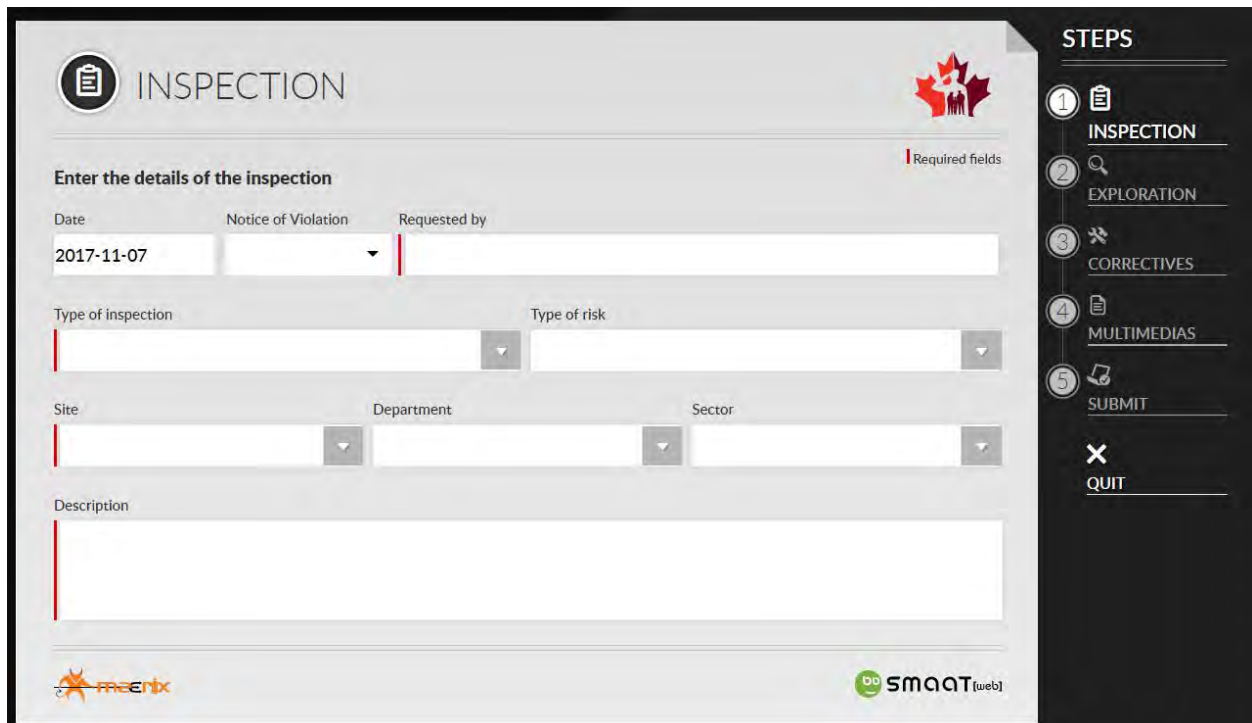 INSPECTION
Required fields
Enter the details of the inspection
Date Notice of Violation Requested by
2017-11-07
Type of inspection Type of risk
Site Department Sector
Description
maerix
SMAAT[web]
STEPS
1
INSPECTION
2
EXPLORATION
3
CORRECTIVES
4
MULTIMEDIAS
5
SUBMIT
QUIT